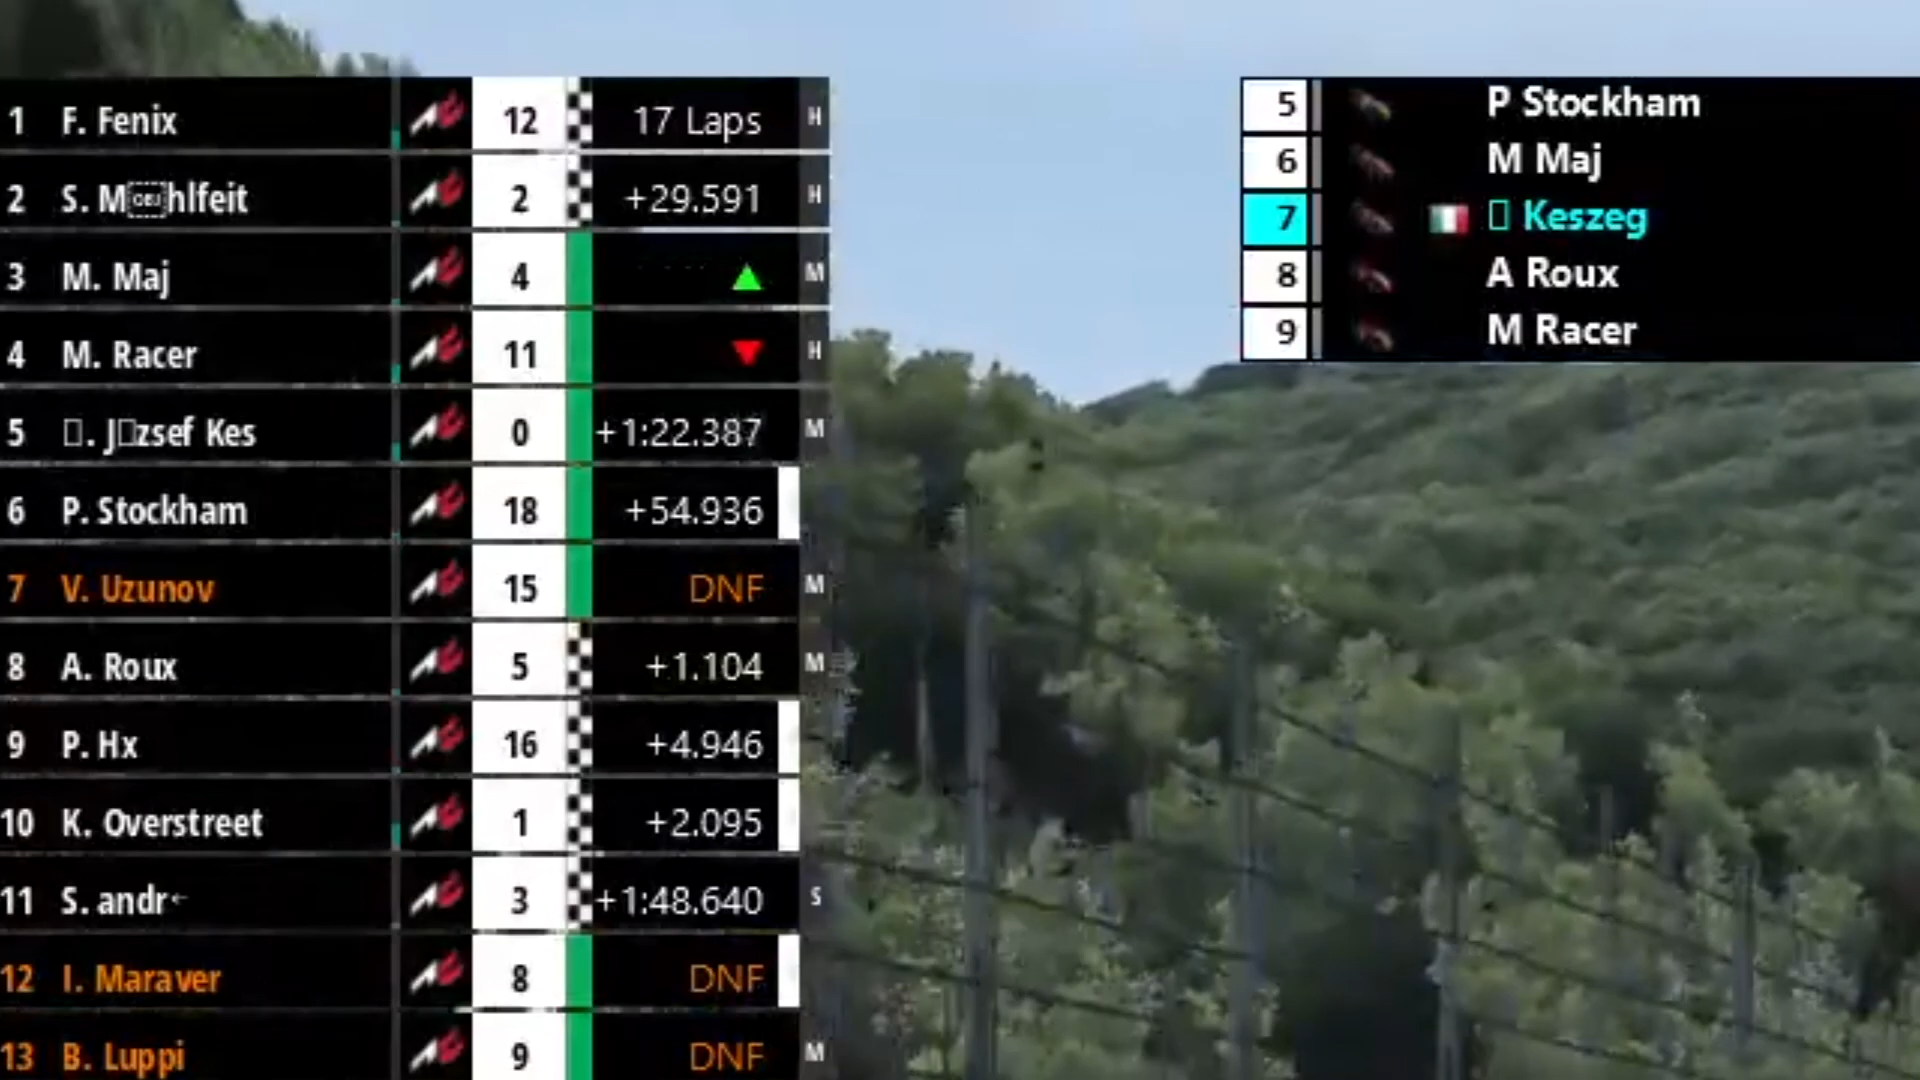 1 F. Fenix 12 17 Laps H
2 S. M￼hlfeit 2 +29.591 H
3 M. Maj 4 M
4 M. Racer 11 H
5 . Jzsef Kes 0 +1:22.387 M
6 P. Stockham 18 +54.936
7 V. Uzunov 15 DNF M
8 A. Roux 5 +1.104 M
9 P. Hx 16 +4.946
10 K. Overstreet 1 +2.095
11 S. andr← 3 +1:48.640 S
12 I. Maraver 8 DNF
13 B. Luppi 9 DNF M
5 P Stockham
6 M Maj
7 Keszeg
8 A Roux
9 M Racer